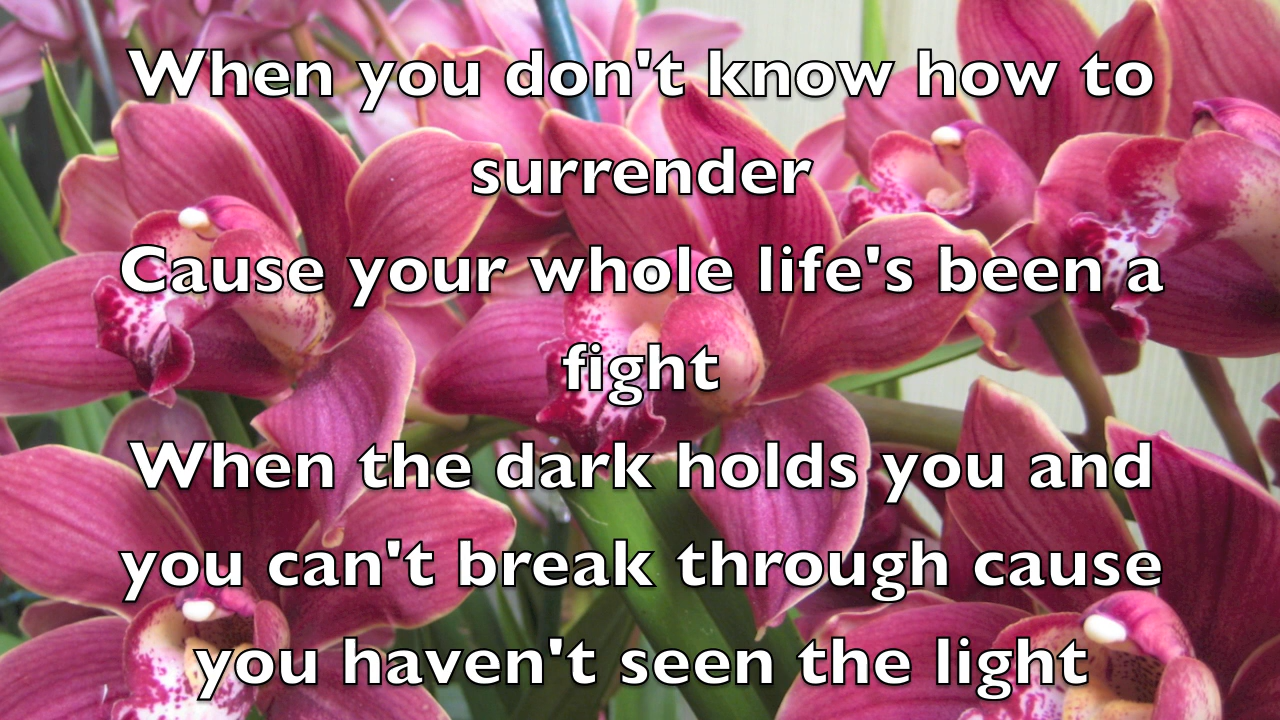 When you don't know how to
surrender
Cause your whole life's been a
fight
When the dark holds you and
you can't break through cause
you haven't seen the light